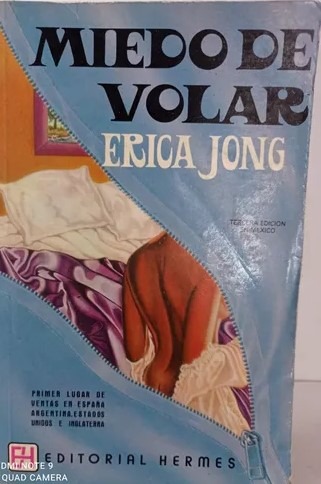 MIEDO DE
VOLAR
ERICA JONG
TERCERA EDICION
EN MEXICO
PRIMER LUGAR DE
VENTAS EN ESPAÑA
ARGENTINA, ESTADOS
UNIDOS E INGLATERRA
EH
EDITORIAL HERMES
DMI NOTE 9
QUAD CAMERA